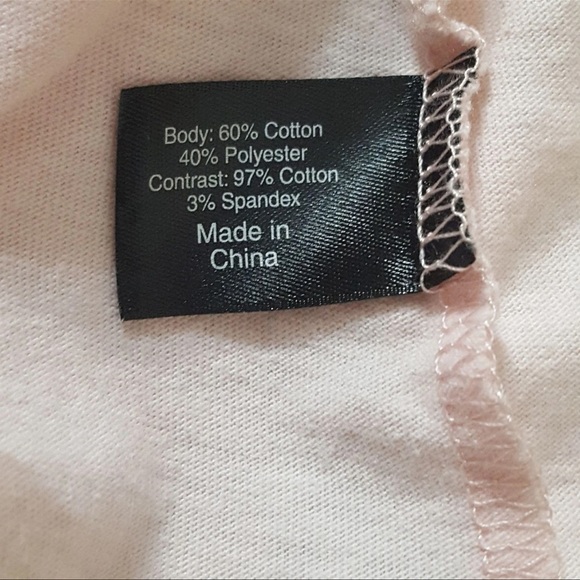 Body: 60% Cotton
40% Polyester
Contrast: 97% Cotton
3% Spandex
Made in
China